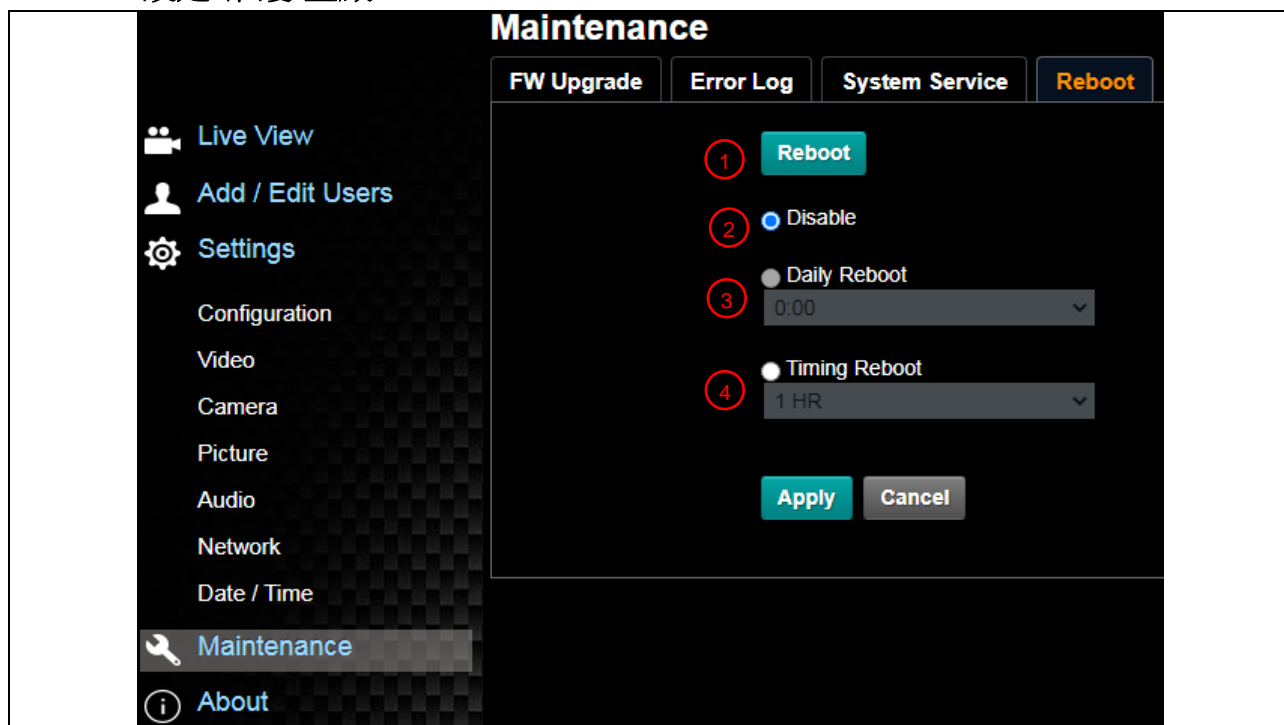 Maintenance
FW Upgrade
Error Log
System Service
Reboot
Live View
Add / Edit Users
Settings
Configuration
Video
Camera
Picture
Audio
Network
Date / Time
Maintenance
About
1
Reboot
2
Disable
3
Daily Reboot
0:00
4
Timing Reboot
1 HR
Apply
Cancel